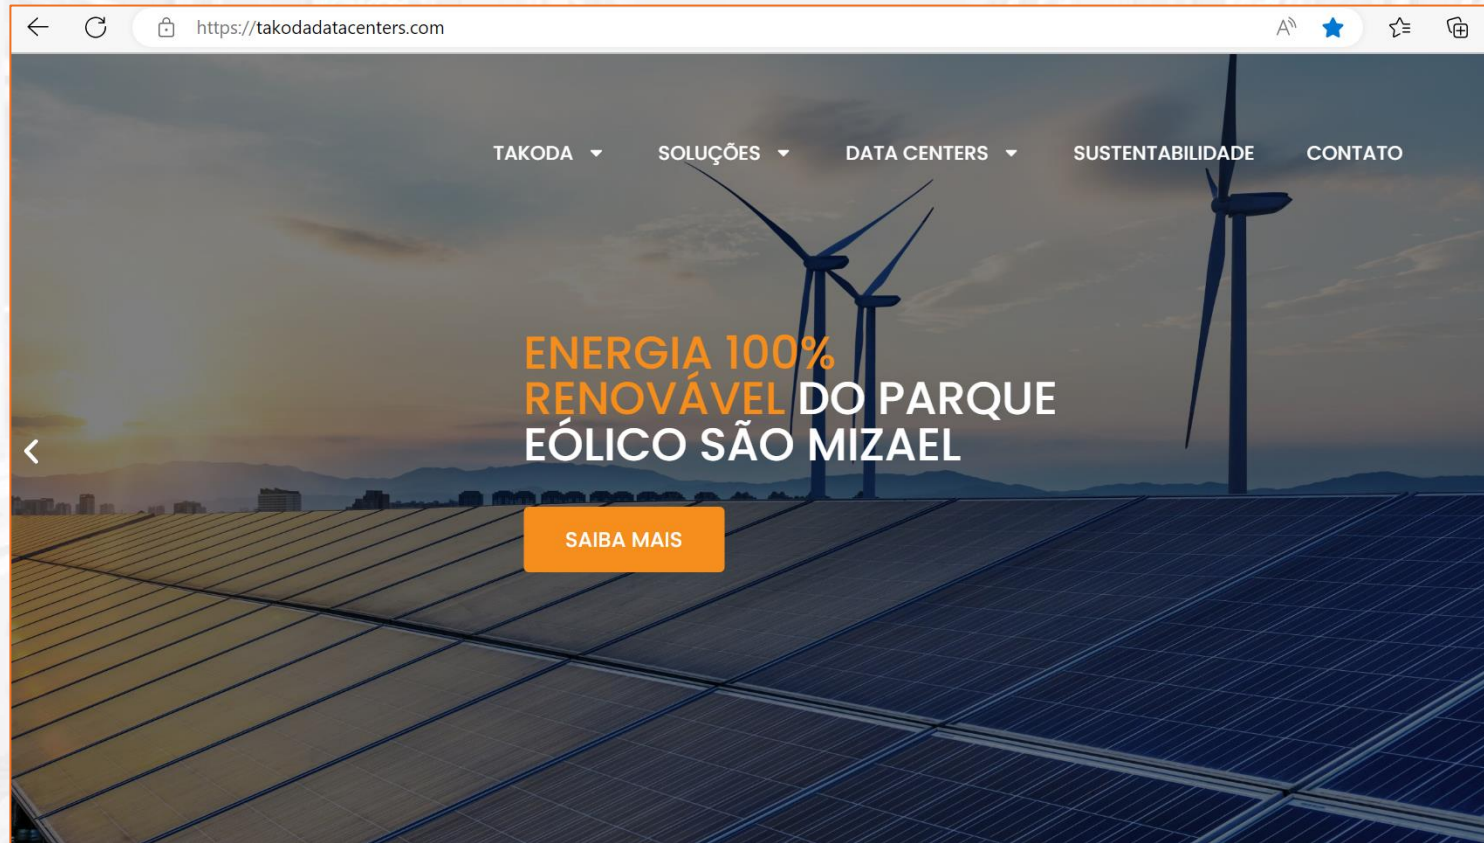 https://takodadatacenters.com
TAKODA SOLUÇÕES DATA CENTERS SUSTENTABILIDADE CONTATO
ENERGIA 100%
RENOVÁVEL DO PARQUE
EÓLICO SÃO MIZAEL
SAIBA MAIS